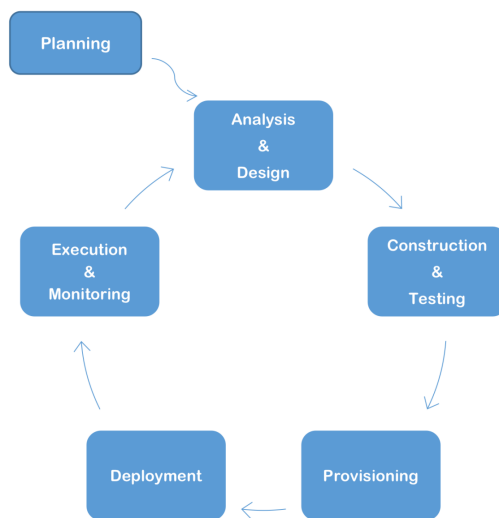 Planning
Analysis
&
Design
Construction
&
Testing
Provisioning
Deployment
Execution
&
Monitoring